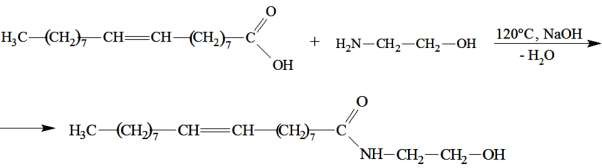 O
H₃C—(CH₂)₇—CH=CH—(CH₂)₇—C
OH
+ H₂N—CH₂—CH₂—OH
120°C, NaOH
- H₂O
O
H₃C—(CH₂)₇—CH=CH—(CH₂)₇—C
NH—CH₂—CH₂—OH